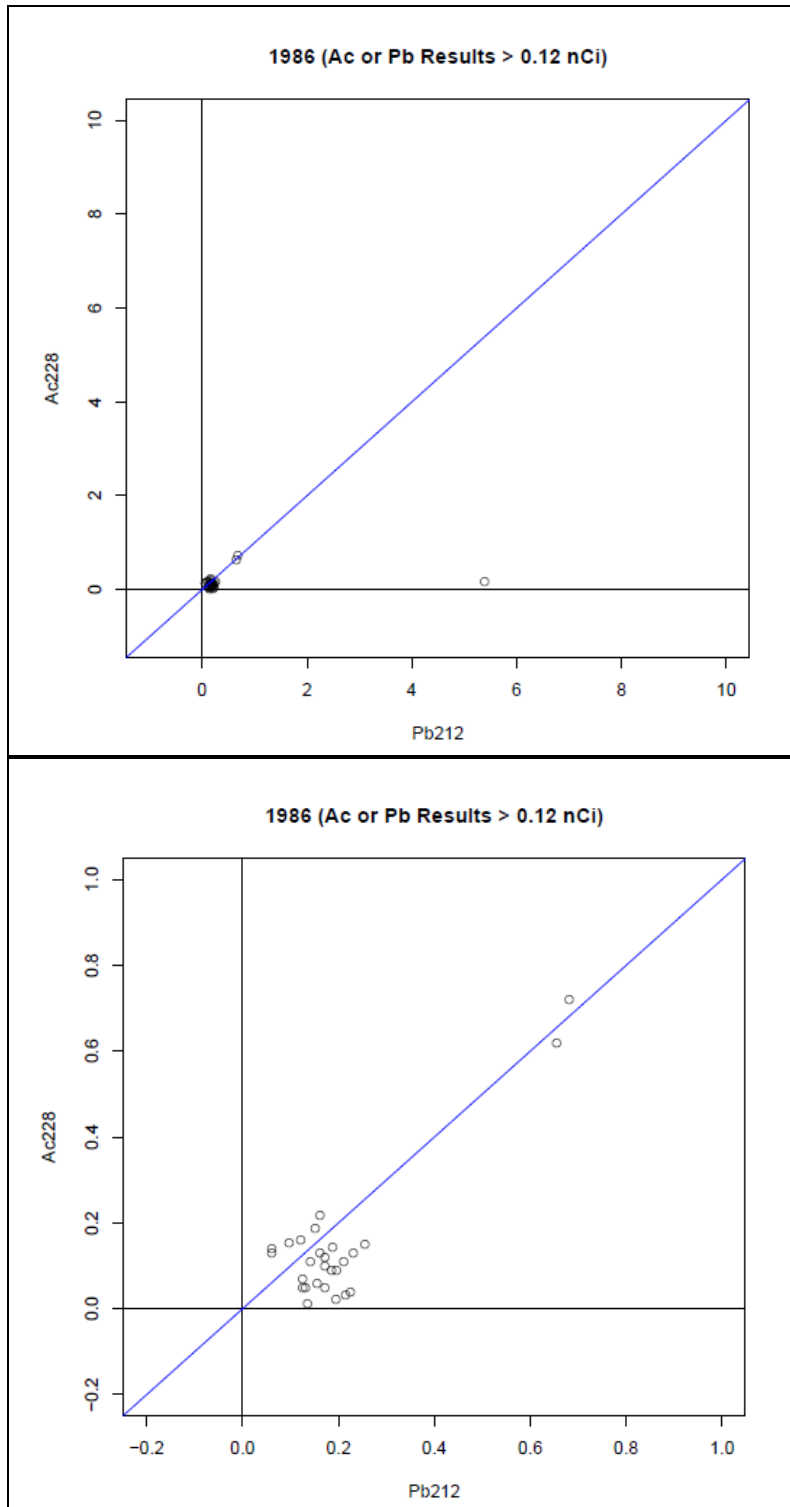 1986 (Ac or Pb Results > 0.12 nCi)
10
8
6
4
2
0
Ac228
0 2 4 6 8 10
Pb212
1986 (Ac or Pb Results > 0.12 nCi)
1.0
0.8
0.6
0.4
0.2
0.0
−0.2
Ac228
−0.2 0.0 0.2 0.4 0.6 0.8 1.0
Pb212